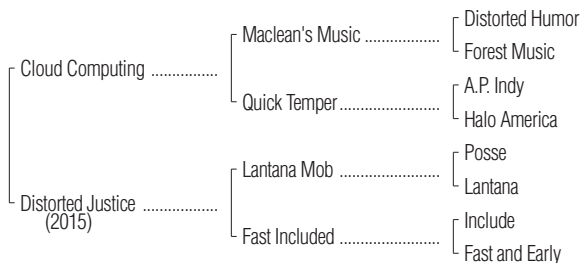 Distorted Humor
Maclean's Music ..................
Forest Music
Cloud Computing ................
A.P. Indy
Quick Temper ........................
Halo America
Posse
Lantana Mob ........................
Lantana
Distorted Justice ..................
(2015)
Include
Fast Included ........................
Fast and Early